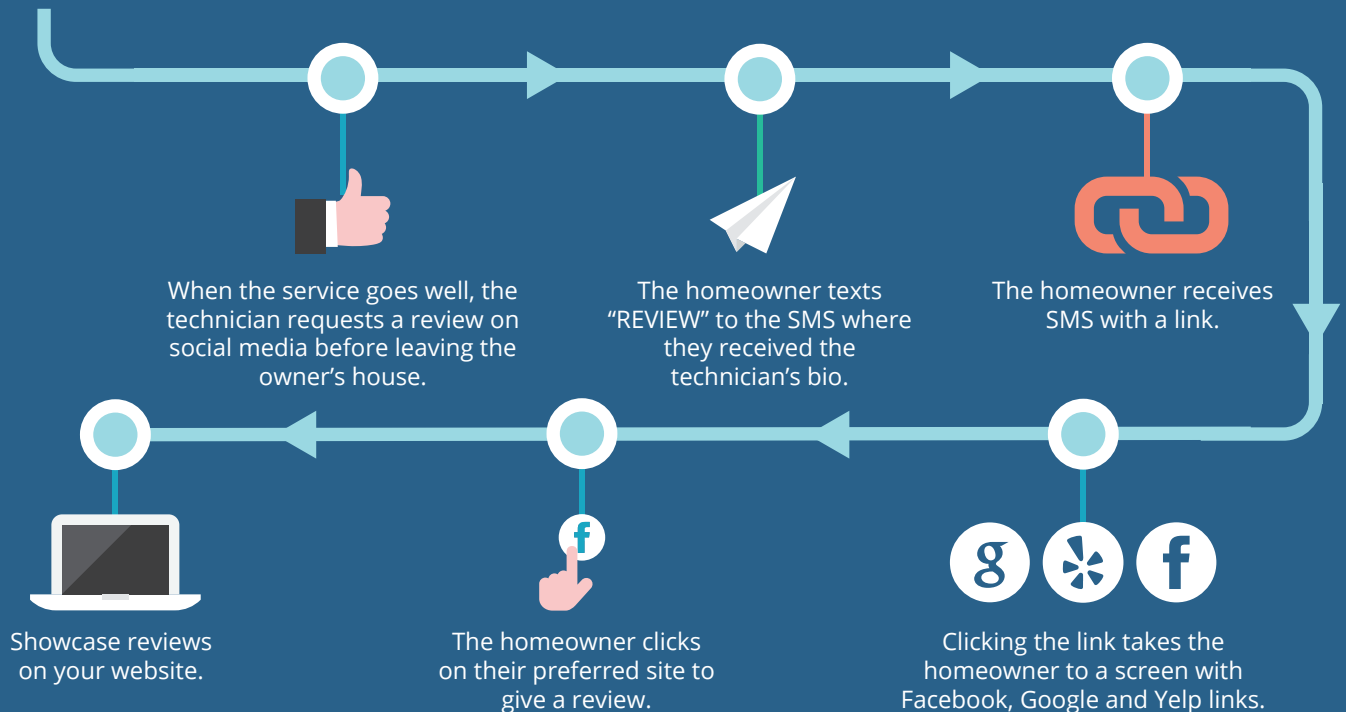 When the service goes well, the
technician requests a review on
social media before leaving the
owner’s house.
The homeowner texts
“REVIEW” to the SMS where
they received the
technician’s bio.
The homeowner receives
SMS with a link.
g
f
Clicking the link takes the
homeowner to a screen with
Facebook, Google and Yelp links.
f
The homeowner clicks
on their preferred site to
give a review.
Showcase reviews
on your website.